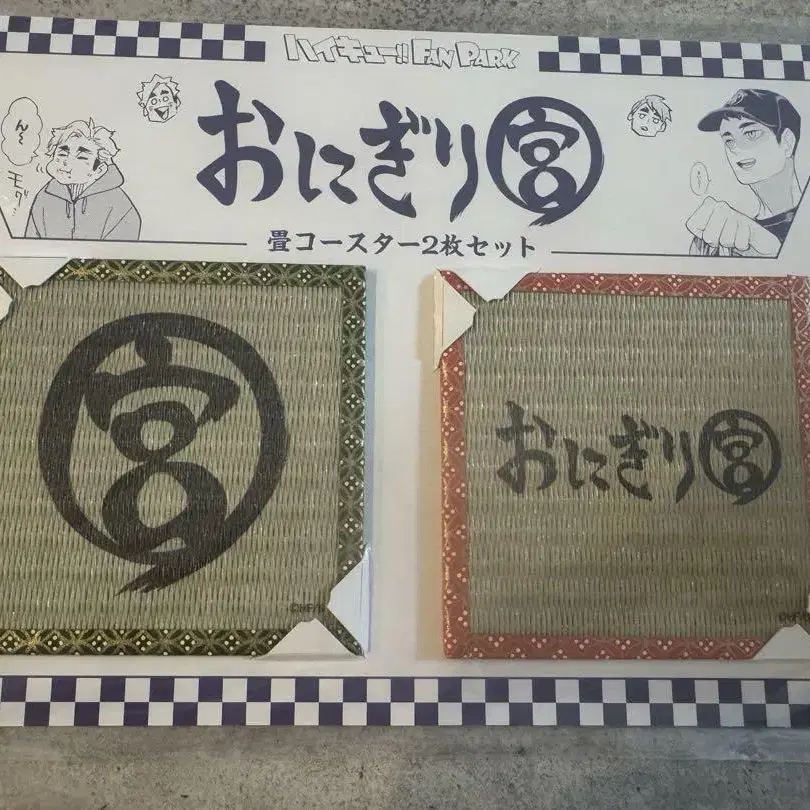 ハイキュー!! FAN PARK
おにぎり宮
ん〜
モグ
畳コースター2枚セット
宮
おにぎり宮